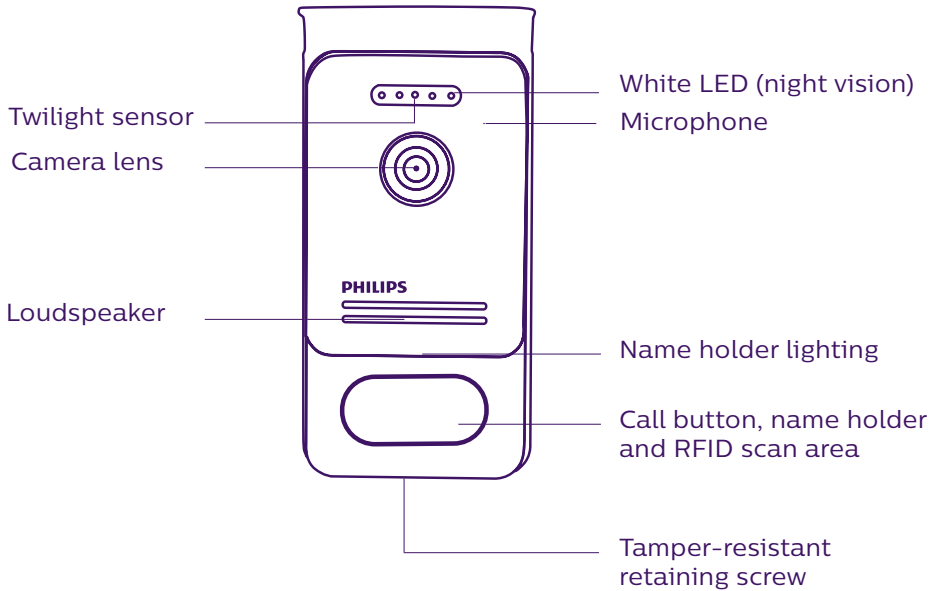 White LED (night vision)
Twilight sensor
Microphone
Camera lens
PHILIPS
Loudspeaker
Name holder lighting
Call button, name holder
and RFID scan area
Tamper-resistant
retaining screw